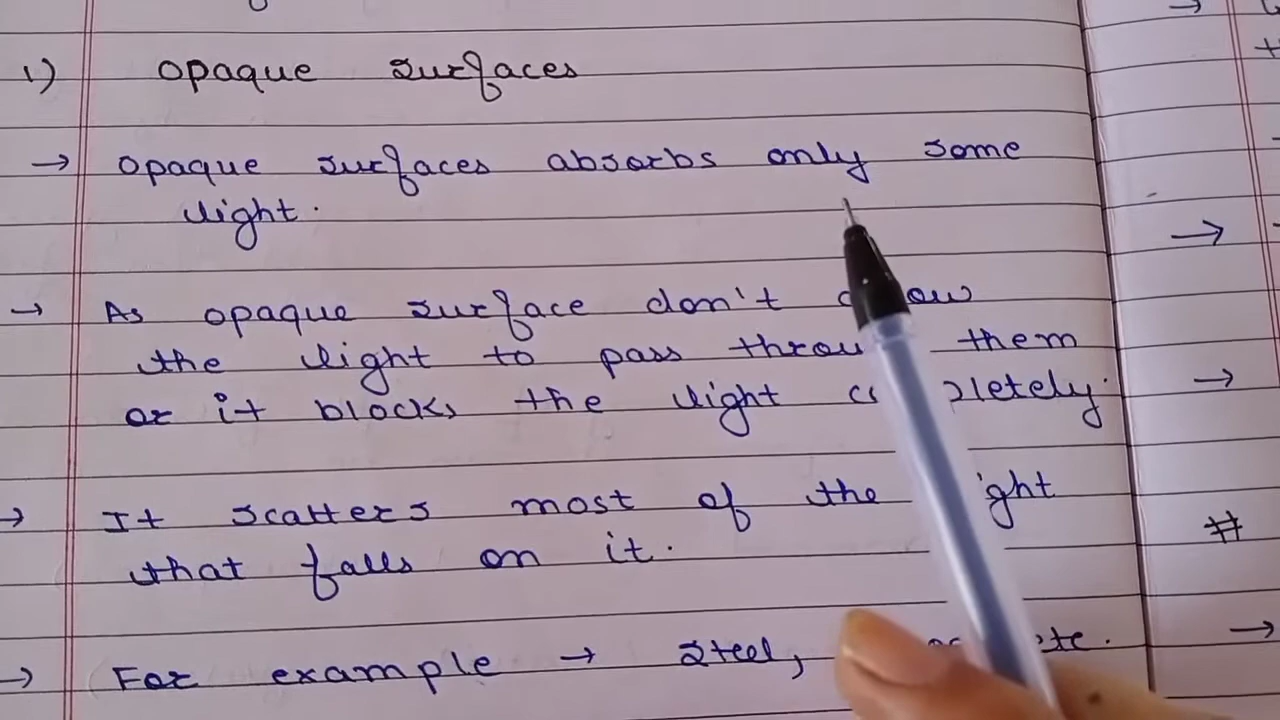 1) opaque surfaces
→ opaque surfaces absorbs only some
light.
→ As opaque surface don't
the light to pass them
or it blocks the light
→ It scatters most of the
that falls on it.
→ For example → Steel, etc.
#